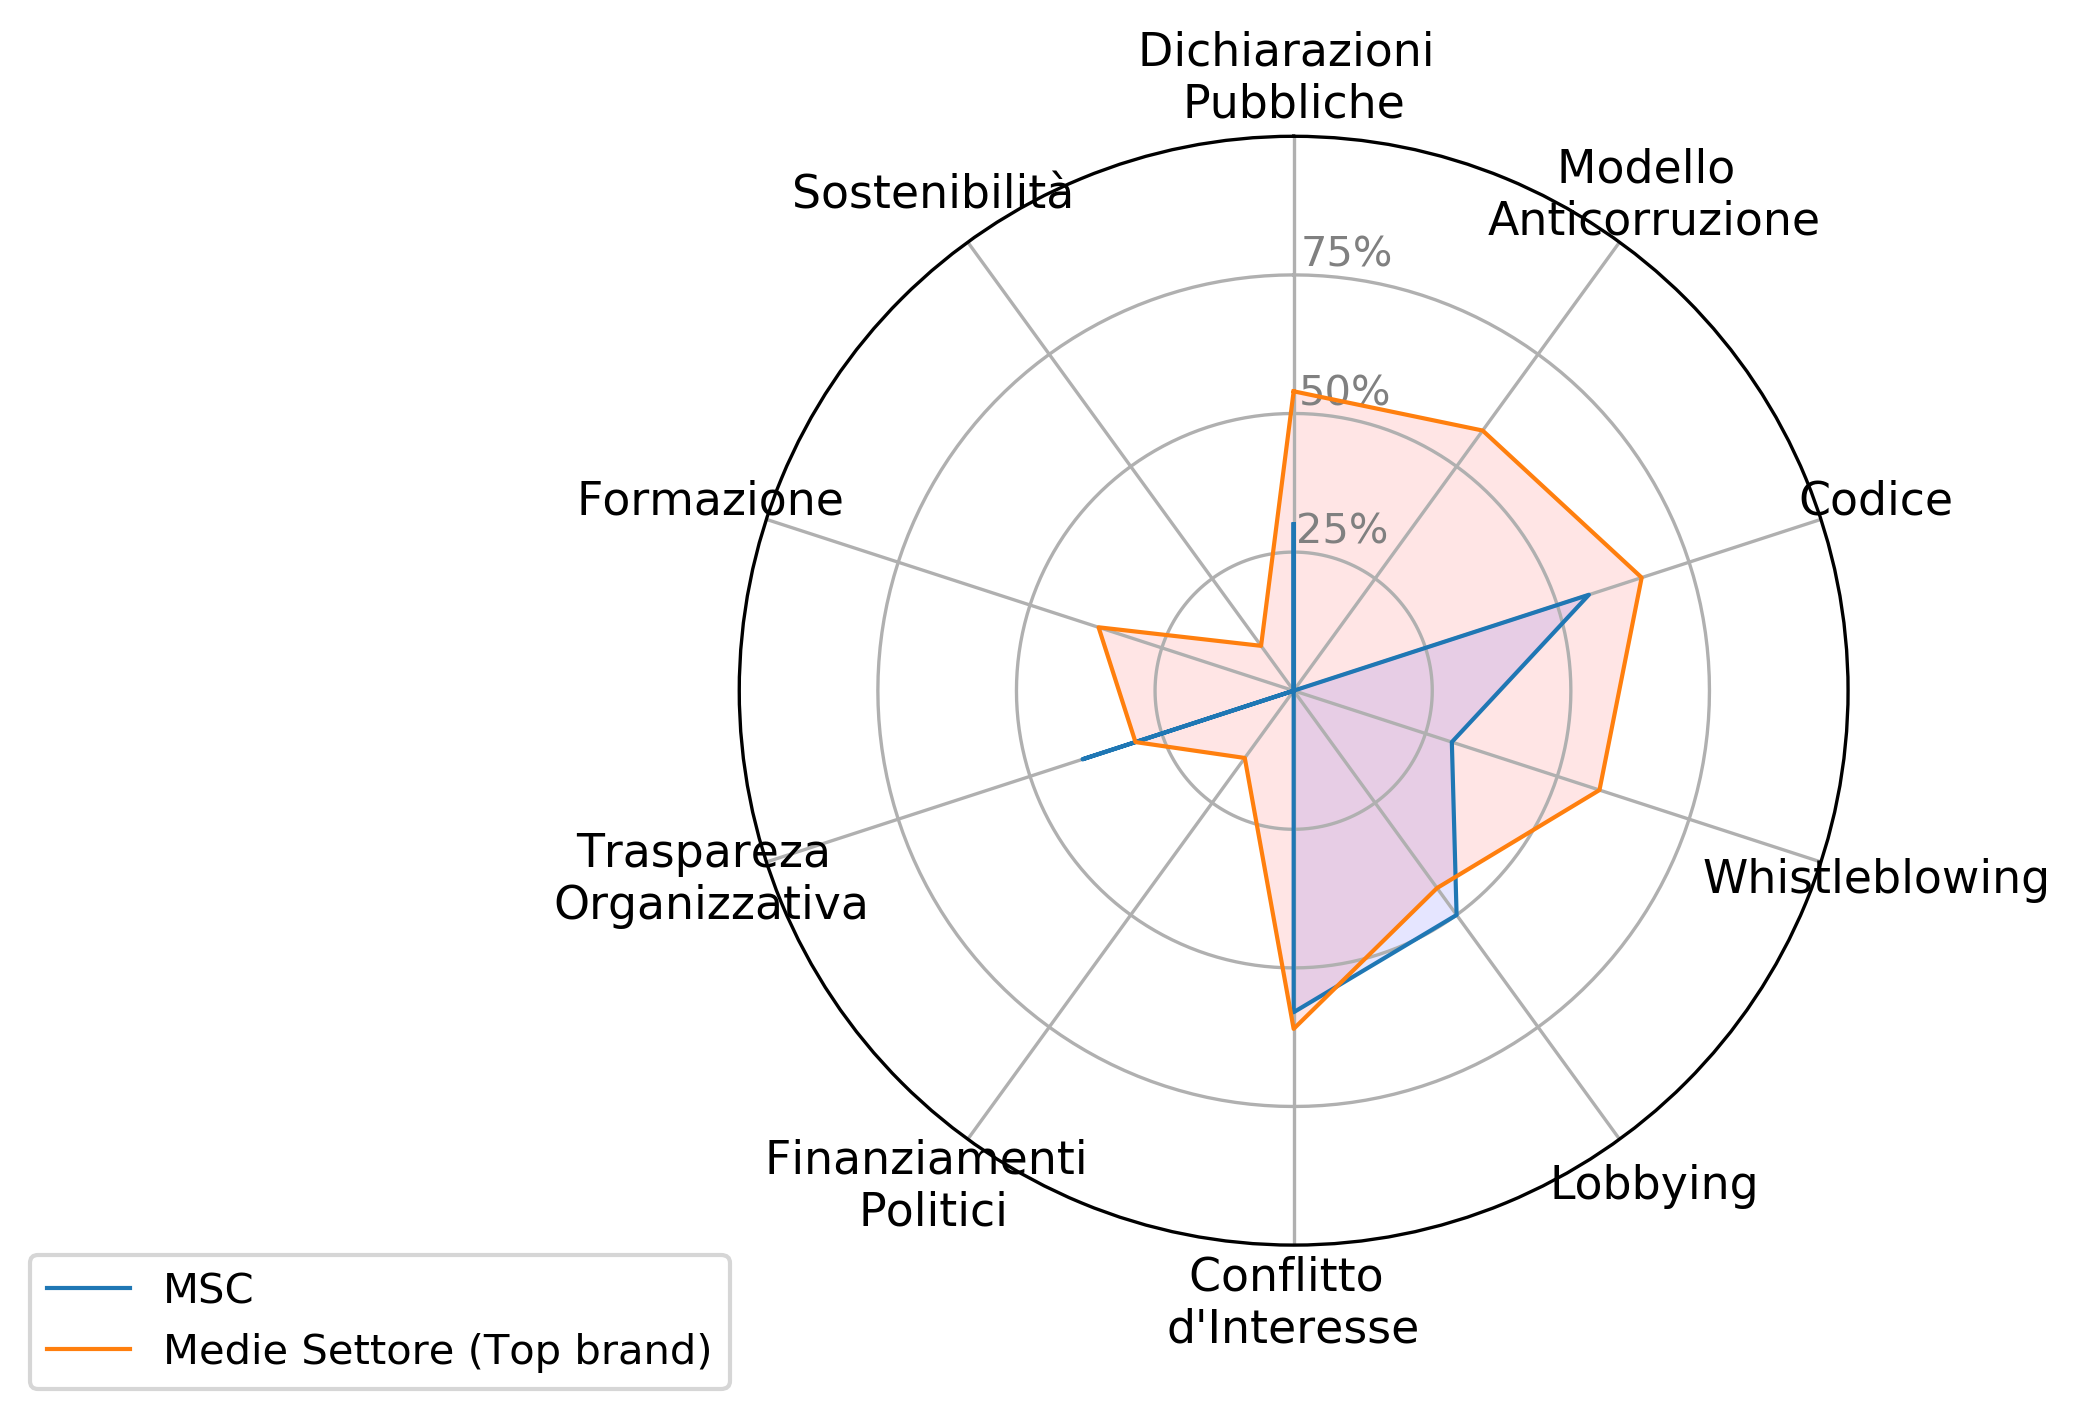 Dichiarazioni
Pubbliche
Modello
Anticorruzione
Sostenibilità
75%
50%
25%
Codice
Formazione
Traspareza
Organizzativa
Whistleblowing
Finanziamenti
Politici
Lobbying
Conflitto
d'Interesse
MSC
Medie Settore (Top brand)